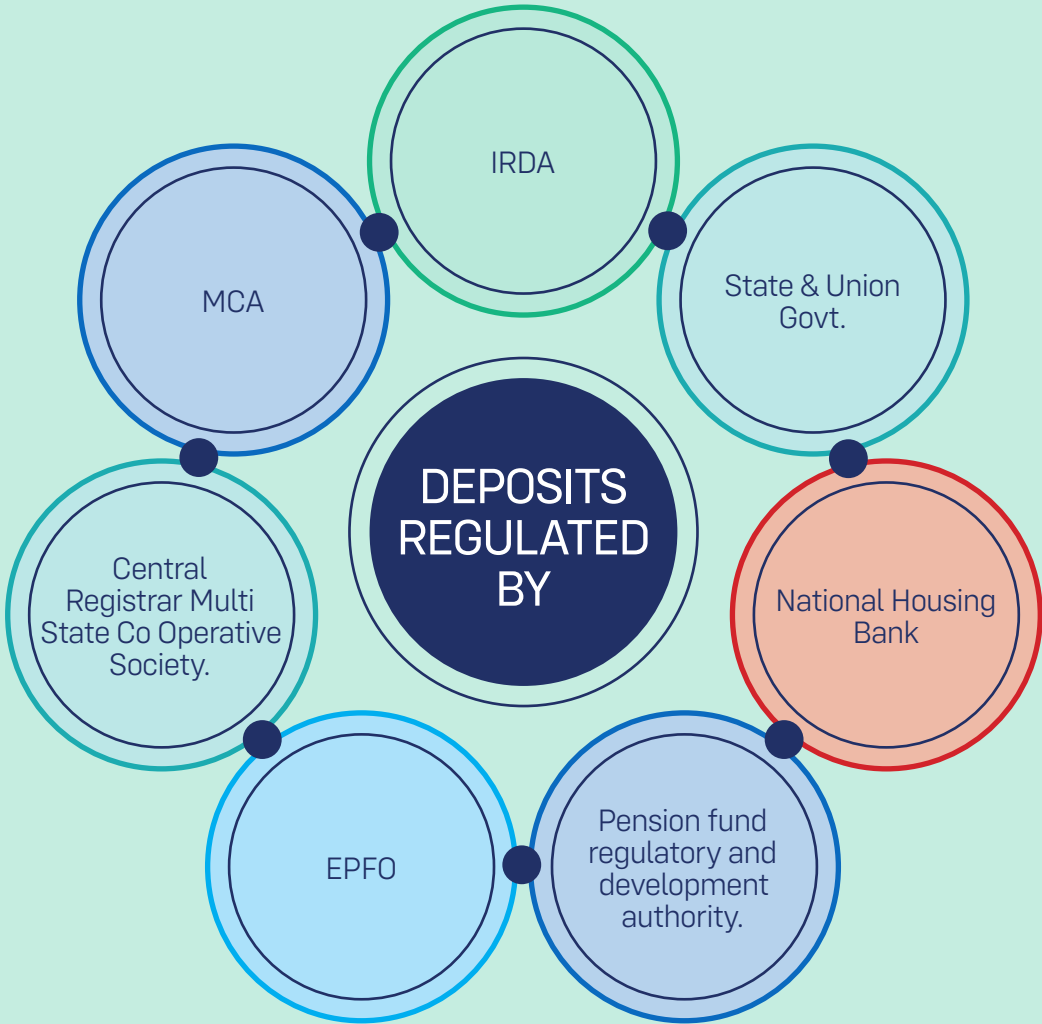 IRDA
MCA
State & Union
Govt.
DEPOSITS
REGULATED
BY
Central
Registrar Multi
State Co Operative
Society.
National Housing
Bank
EPFO
Pension fund
regulatory and
development
authority.